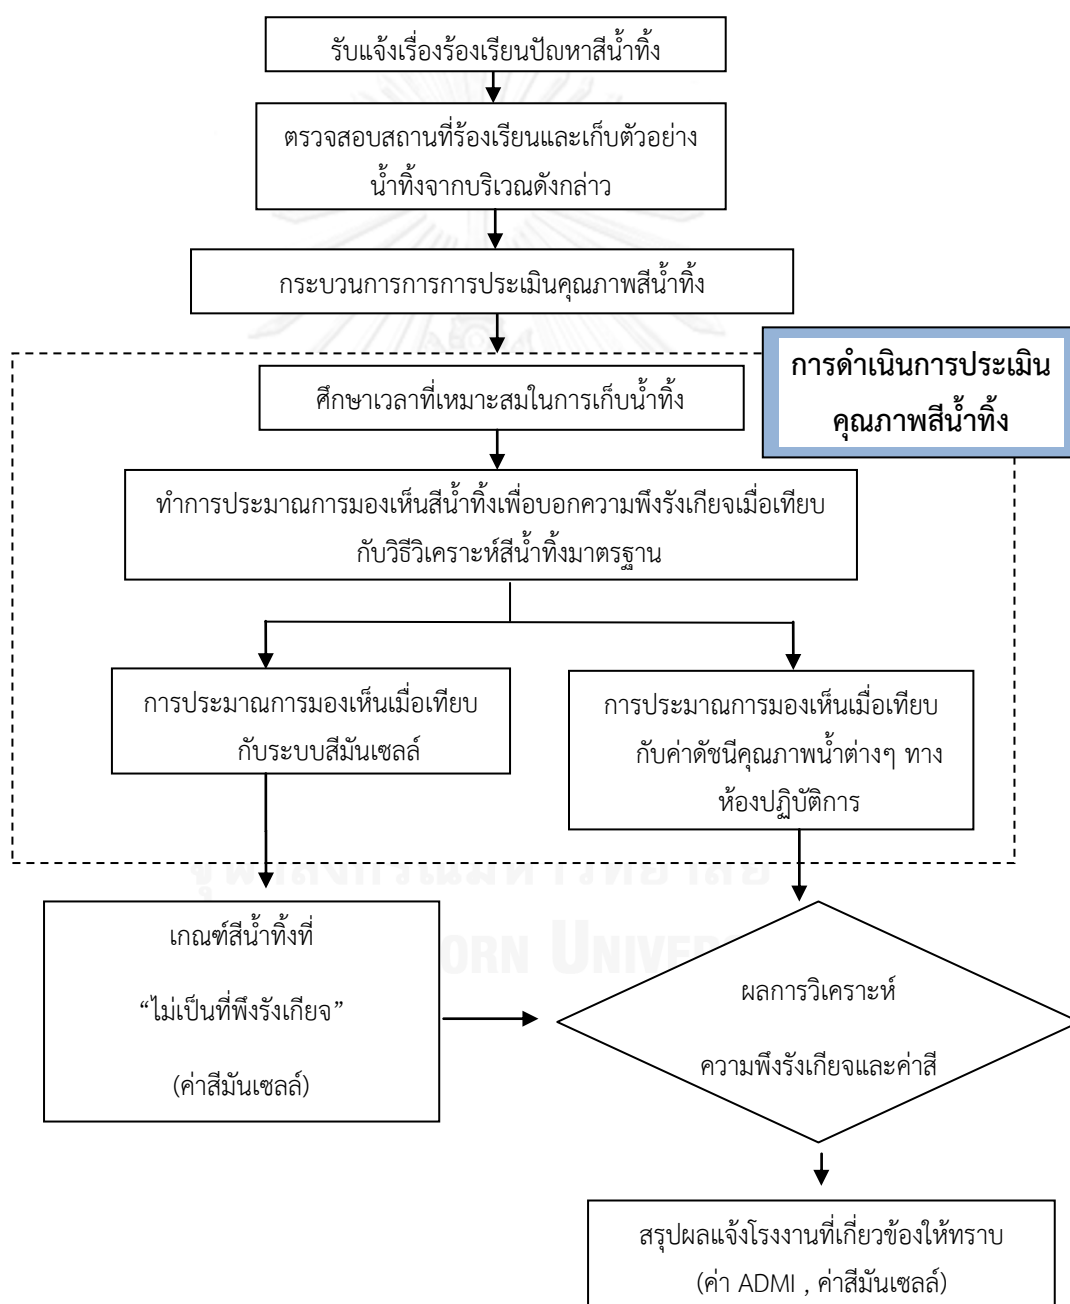 รับแจ้งเรื่องร้องเรียนปัญหาสีน้ำทิ้ง
ตรวจสอบสถานที่ร้องเรียนและเก็บตัวอย่าง
น้ำทิ้งจากบริเวณดังกล่าว
กระบวนการการการประเมินคุณภาพสีน้ำทิ้ง
การดำเนินการประเมิน
คุณภาพสีน้ำทิ้ง
ศึกษาเวลาที่เหมาะสมในการเก็บน้ำทิ้ง
ทำการประมาณการมองเห็นสีน้ำทิ้งเพื่อบอกความพึงรังเกียจเมื่อเทียบ
กับวิธีวิเคราะห์สีน้ำทิ้งมาตรฐาน
การประมาณการมองเห็นเมื่อเทียบ
กับระบบสีมันเซลล์
การประมาณการมองเห็นเมื่อเทียบ
กับค่าดัชนีคุณภาพน้ำต่างๆ ทาง
ห้องปฏิบัติการ
จุฬาลงกรณ์มหาวิทยาลัย
ORN UNIVER
เกณฑ์สีน้ำทิ้งที่
“ไม่เป็นที่พึงรังเกียจ”
(ค่าสีมันเซลล์)
ผลการวิเคราะห์
ความพึงรังเกียจและค่าสี
สรุปผลแจ้งโรงงานที่เกี่ยวข้องให้ทราบ
(ค่า ADMI , ค่าสีมันเซลล์)